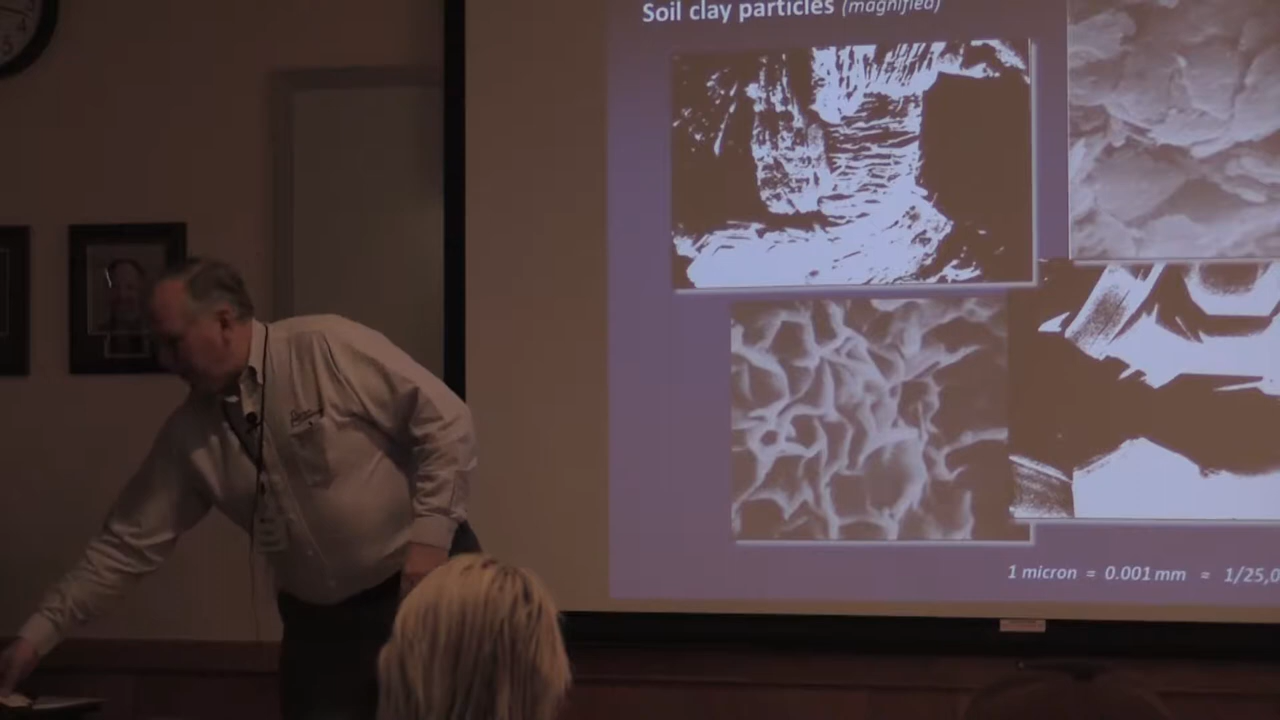 Soil clay particles (magnified)
1 micron = 0.001 mm = 1/25,0